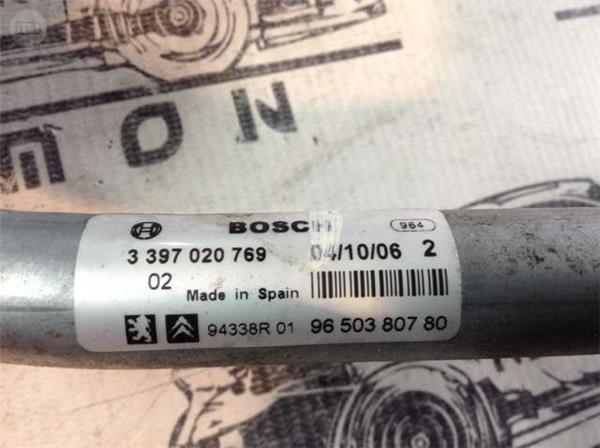 NOME
BOSCH 964
3 397 020 769 04/10/06 2
02 Made in Spain
94338R 01 96 503 807 80